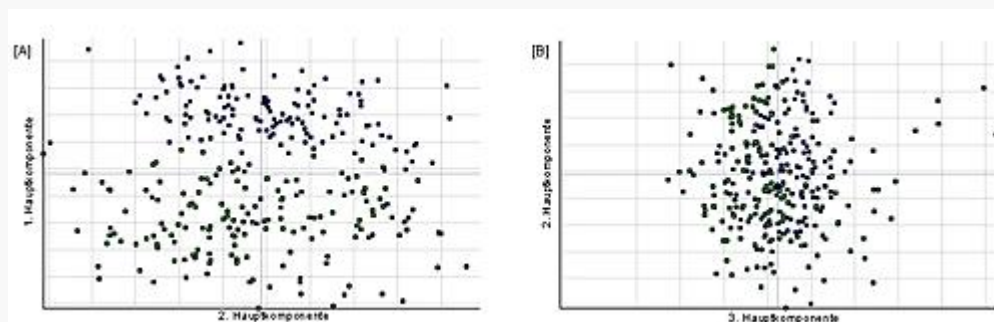 [A]
1. Hauptkomponente
2. Hauptkomponente
[B]
2. Hauptkomponente
3. Hauptkomponente